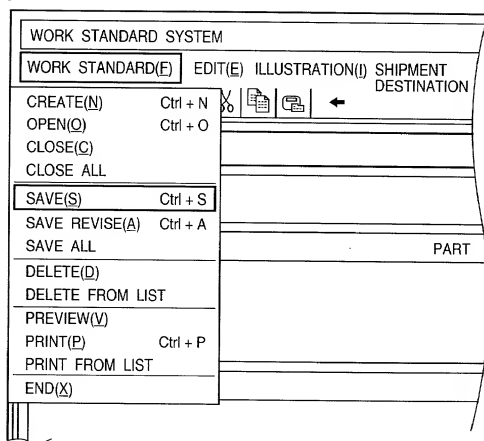 WORK STANDARD SYSTEM
WORK STANDARD(F) EDIT(E) ILLUSTRATION(I) SHIPMENT
DESTINATION
CREATE(N) Ctrl + N
OPEN(O) Ctrl + O
CLOSE(C)
CLOSE ALL
SAVE(S) Ctrl + S
SAVE REVISE(A) Ctrl + A
SAVE ALL
PART
DELETE(D)
DELETE FROM LIST
PREVIEW(V)
PRINT(P) Ctrl + P
PRINT FROM LIST
END(X)